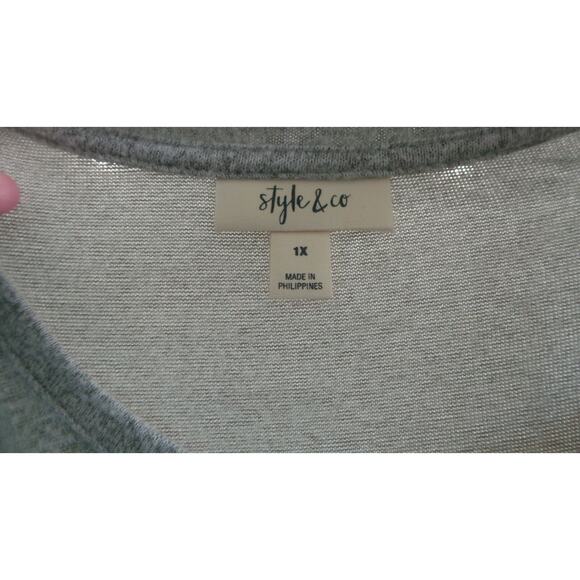 style & co
1X
MADE IN
PHILIPPINES